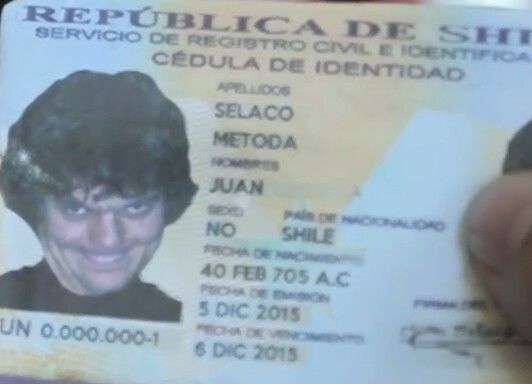 REPÚBLICA DE SHI
SERVICIO DE REGISTRO CIVIL E IDENTIFICA
CÉDULA DE IDENTIDAD
APELLIDOS
SELACO
METODA
NOMBRES
JUAN
SEXO PAÍS DE NACIONALIDAD
NO SHILE
FECHA DE NACIMIENTO
40 FEB 705 A.C
FECHA DE EMISIÓN
5 DIC 2015
FIRMA DEL
FECHA DE VENCIMIENTO
6 DIC 2015
UN 0.000.000-1